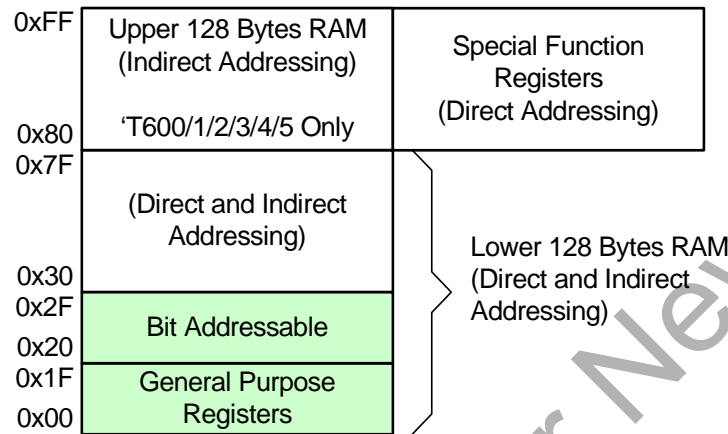 0xFF
Upper 128 Bytes RAM
(Indirect Addressing)
‘T600/1/2/3/4/5 Only
0x80
Special Function
Registers
(Direct Addressing)
0x7F
(Direct and Indirect
Addressing)
0x30
Lower 128 Bytes RAM
(Direct and Indirect
Addressing)
0x2F
Bit Addressable
0x20
0x1F
General Purpose
Registers
0x00